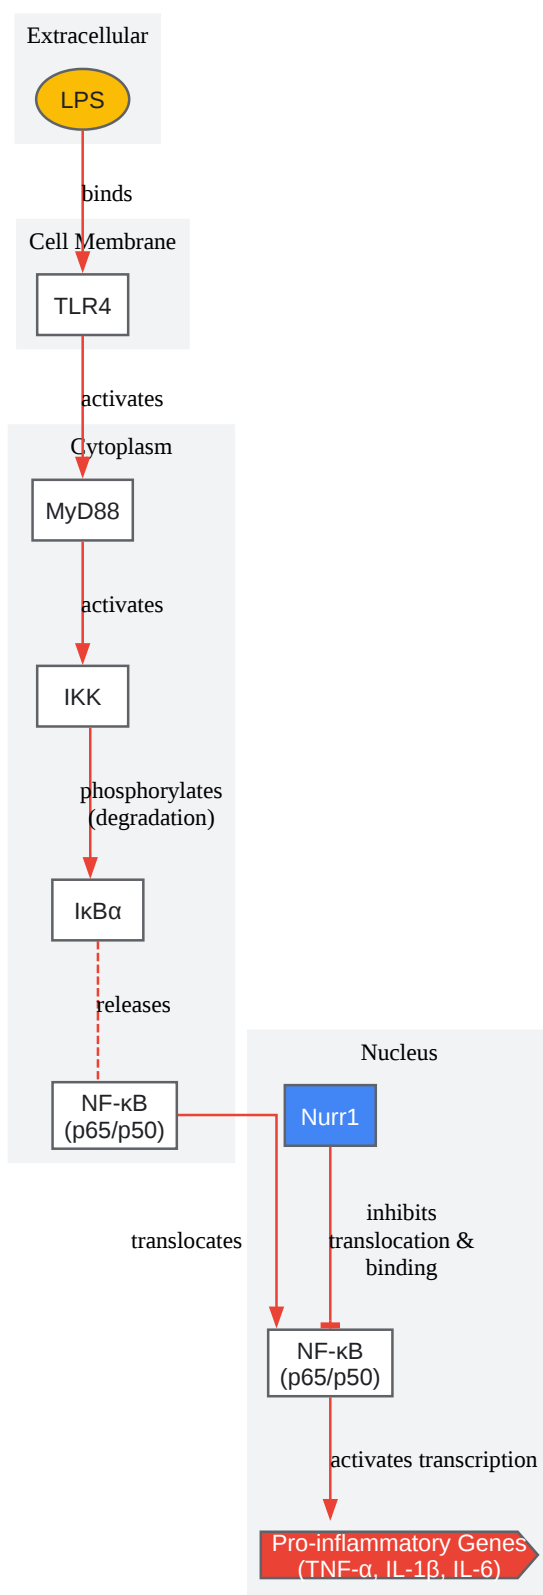 Extracellular
LPS
binds
Cell Membrane
TLR4
activates
Cytoplasm
MyD88
activates
IKK
phosphorylates
(degradation)
IκBα
releases
NF-κB
(p65/p50)
translocates
Nucleus
Nurr1
inhibits
translocation &
binding
NF-κB
(p65/p50)
activates transcription
Pro-inflammatory Genes
(TNF-α, IL-1β, IL-6)